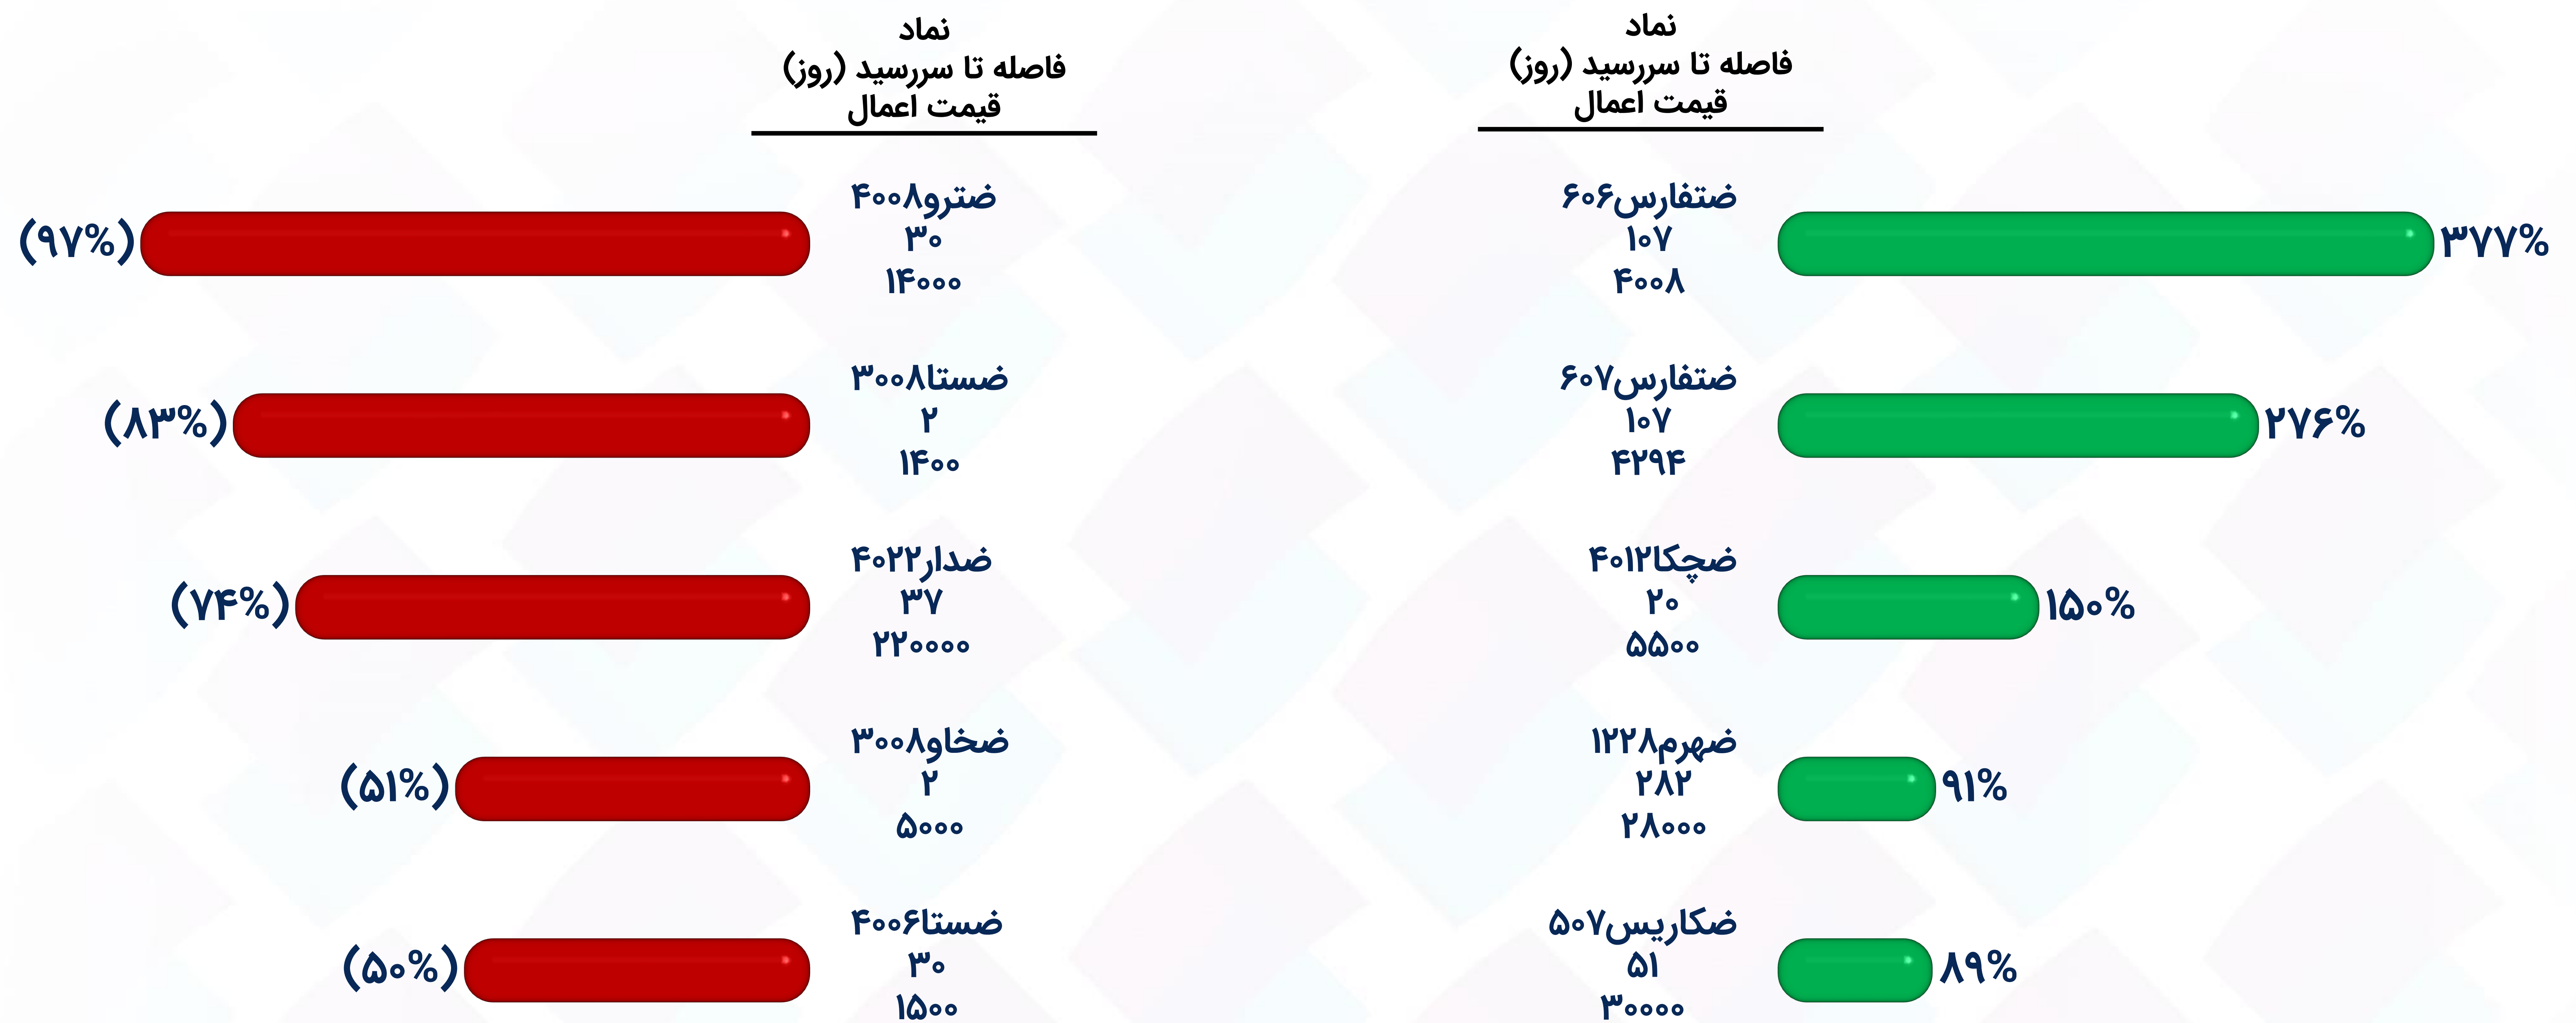 نماد
فاصله تا سررسید (روز)
قیمت اعمال
ضتفارس۶۰۶
۱۰۷
۴۰۰۸
۳۷۷%
ضتفارس۶۰۷
۱۰۷
۴۲۹۴
۲۷۶%
ضچکا۴۰۱۲
۲۰
۵۵۰۰
۱۵۰%
ضهرم۱۲۲۸
۲۸۲
۲۸۰۰۰
۹۱%
ضکاریس۵۰۷
۵۱
۳۰۰۰۰
۸۹%
نماد
فاصله تا سررسید (روز)
قیمت اعمال
ضترو۴۰۰۸
۳۰
۱۴۰۰۰
(۹۷%)
ضستا۳۰۰۸
۲
۱۴۰۰
(۸۳%)
ضدار۴۰۲۲
۳۷
۲۲۰۰۰۰
(۷۴%)
ضخاو۳۰۰۸
۲
۵۰۰۰
(۵۱%)
ضستا۴۰۰۶
۳۰
۱۵۰۰
(۵۰%)